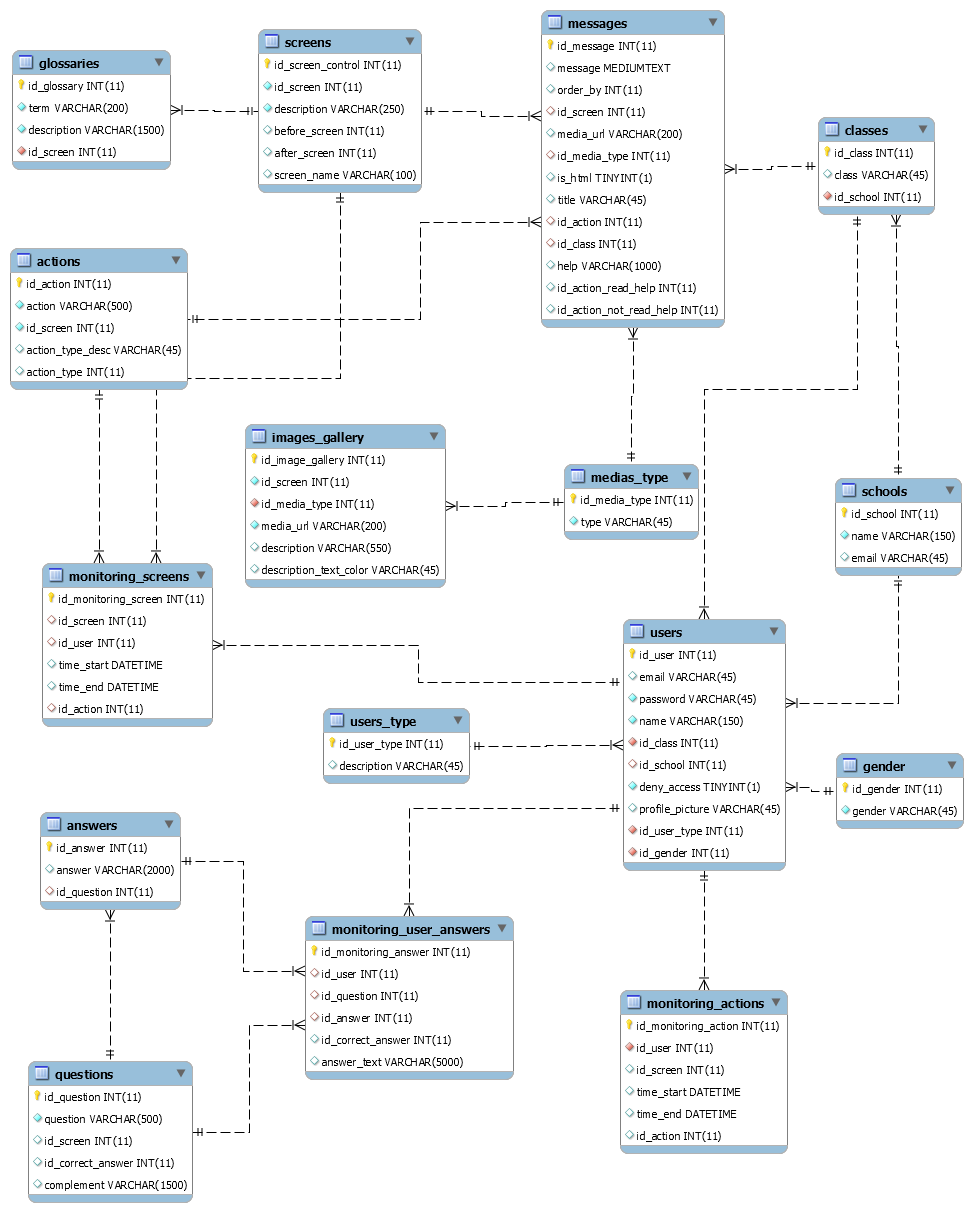 glossaries
id_glossary INT(11)
term VARCHAR(200)
description VARCHAR(1500)
id_screen INT(11)
screens
id_screen_control INT(11)
id_screen INT(11)
description VARCHAR(250)
before_screen INT(11)
after_screen INT(11)
screen_name VARCHAR(100)
messages
id_message INT(11)
message MEDIUMTEXT
order_by INT(11)
id_screen INT(11)
media_url VARCHAR(200)
id_media_type INT(11)
is_html TINYINT(1)
title VARCHAR(45)
id_action INT(11)
id_class INT(11)
help VARCHAR(1000)
id_action_read_help INT(11)
id_action_not_read_help INT(11)
classes
id_class INT(11)
class VARCHAR(45)
id_school INT(11)
actions
id_action INT(11)
action VARCHAR(500)
id_screen INT(11)
action_type_desc VARCHAR(45)
action_type INT(11)
images_gallery
id_image_gallery INT(11)
id_screen INT(11)
id_media_type INT(11)
media_url VARCHAR(200)
description VARCHAR(550)
description_text_color VARCHAR(45)
medias_type
id_media_type INT(11)
type VARCHAR(45)
schools
id_school INT(11)
name VARCHAR(150)
email VARCHAR(45)
monitoring_screens
id_monitoring_screen INT(11)
id_screen INT(11)
id_user INT(11)
time_start DATETIME
time_end DATETIME
id_action INT(11)
users
id_user INT(11)
email VARCHAR(45)
password VARCHAR(45)
name VARCHAR(150)
id_class INT(11)
id_school INT(11)
deny_access TINYINT(1)
profile_picture VARCHAR(45)
id_user_type INT(11)
id_gender INT(11)
users_type
id_user_type INT(11)
description VARCHAR(45)
gender
id_gender INT(11)
gender VARCHAR(45)
answers
id_answer INT(11)
answer VARCHAR(2000)
id_question INT(11)
monitoring_user_answers
id_monitoring_answer INT(11)
id_user INT(11)
id_question INT(11)
id_answer INT(11)
id_correct_answer INT(11)
answer_text VARCHAR(5000)
monitoring_actions
id_monitoring_action INT(11)
id_user INT(11)
id_screen INT(11)
time_start DATETIME
time_end DATETIME
id_action INT(11)
questions
id_question INT(11)
question VARCHAR(500)
id_screen INT(11)
id_correct_answer INT(11)
complement VARCHAR(1500)